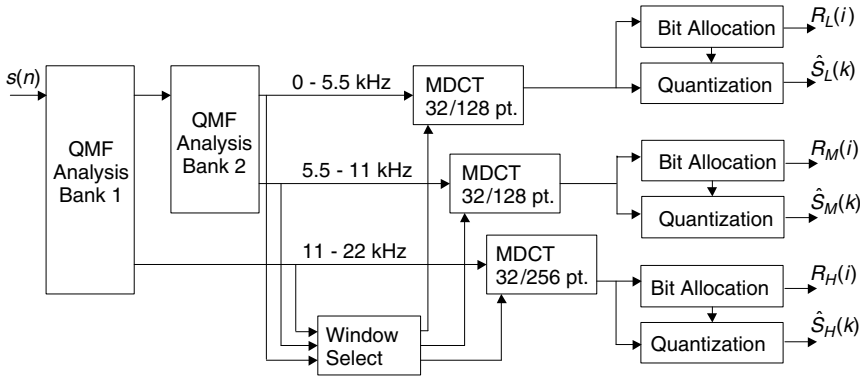 s(n)
QMF
Analysis
Bank 1
QMF
Analysis
Bank 2
0 - 5.5 kHz
MDCT
32/128 pt.
Bit Allocation
R_L(i)
Quantization
Ŝ_L(k)
5.5 - 11 kHz
MDCT
32/128 pt.
Bit Allocation
R_M(i)
Quantization
Ŝ_M(k)
11 - 22 kHz
MDCT
32/256 pt.
Bit Allocation
R_H(i)
Quantization
Ŝ_H(k)
Window
Select